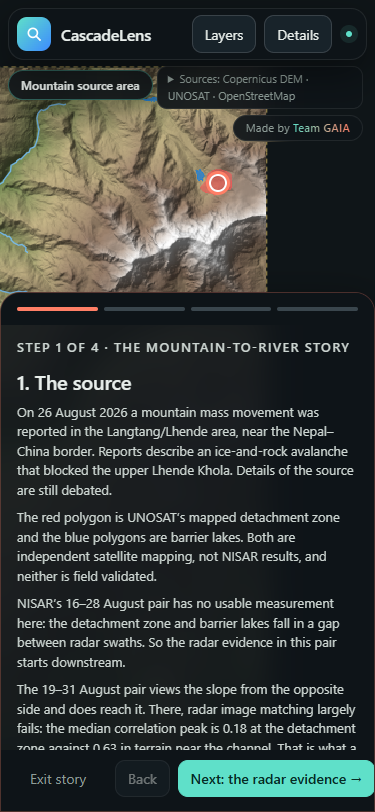 CascadeLens
Layers
Details
Mountain source area
▶ Sources: Copernicus DEM ·
UNOSAT · OpenStreetMap
Made by Team GAIA
STEP 1 OF 4 · THE MOUNTAIN-TO-RIVER STORY
1. The source
On 26 August 2026 a mountain mass movement was
reported in the Langtang/Lhende area, near the Nepal–
China border. Reports describe an ice-and-rock avalanche
that blocked the upper Lhende Khola. Details of the source
are still debated.
The red polygon is UNOSAT's mapped detachment zone
and the blue polygons are barrier lakes. Both are
independent satellite mapping, not NISAR results, and
neither is field validated.
NISAR's 16–28 August pair has no usable measurement
here: the detachment zone and barrier lakes fall in a gap
between radar swaths. So the radar evidence in this pair
starts downstream.
The 19–31 August pair views the slope from the opposite
side and does reach it. There, radar image matching largely
fails: the median correlation peak is 0.18 at the detachment
zone against 0.63 in terrain near the channel. That is what a
Exit story
Back
Next: the radar evidence →